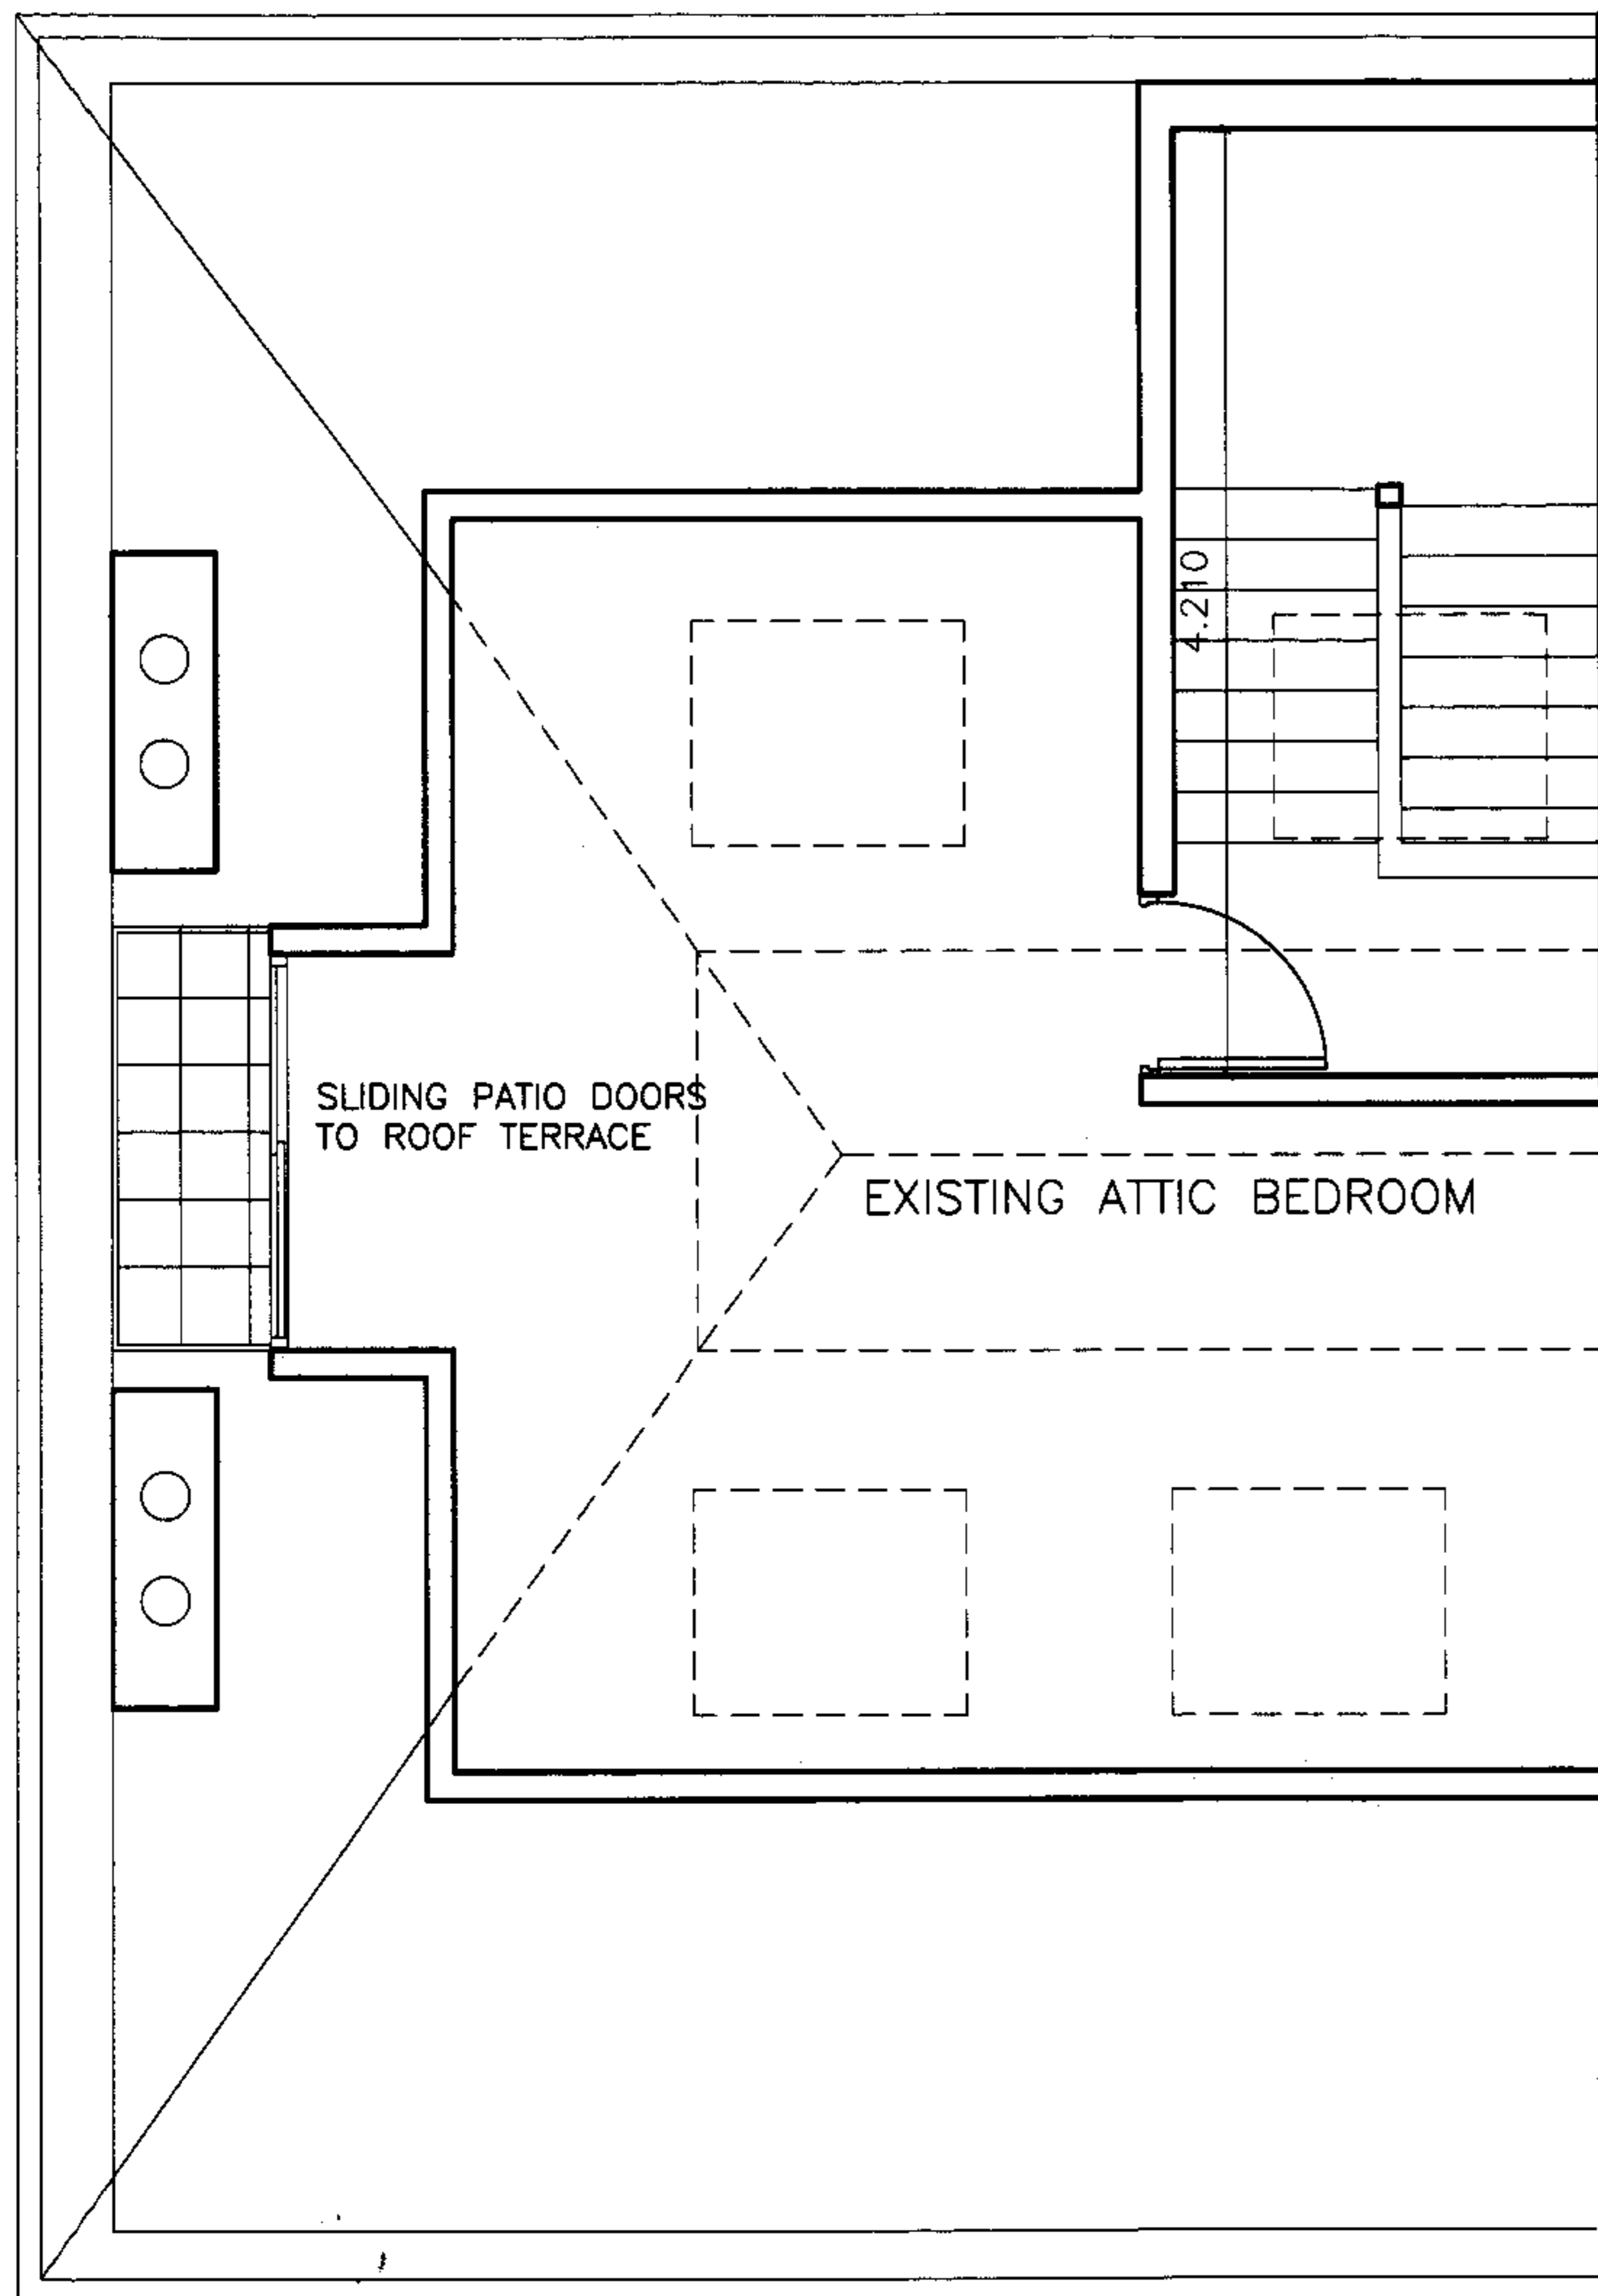 4.210
SLIDING PATIO DOORS
TO ROOF TERRACE
EXISTING ATTIC BEDROOM